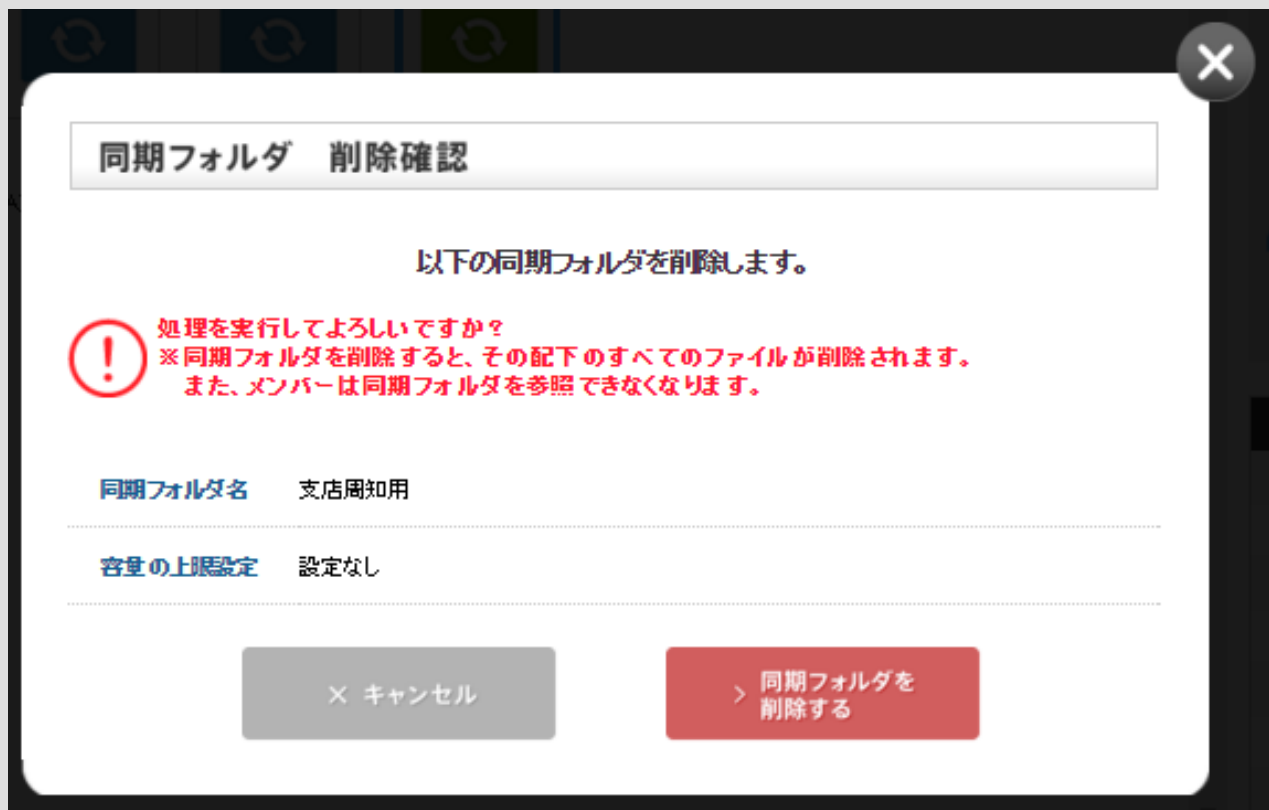 同期フォルダ　削除確認
以下の同期フォルダを削除します。
処理を実行してよろしいですか？
※同期フォルダを削除すると、その配下のすべてのファイルが削除されます。
また、メンバーは同期フォルダを参照できなくなります。
同期フォルダ名　支店周知用
容量の上限設定　設定なし
× キャンセル
> 同期フォルダを
削除する